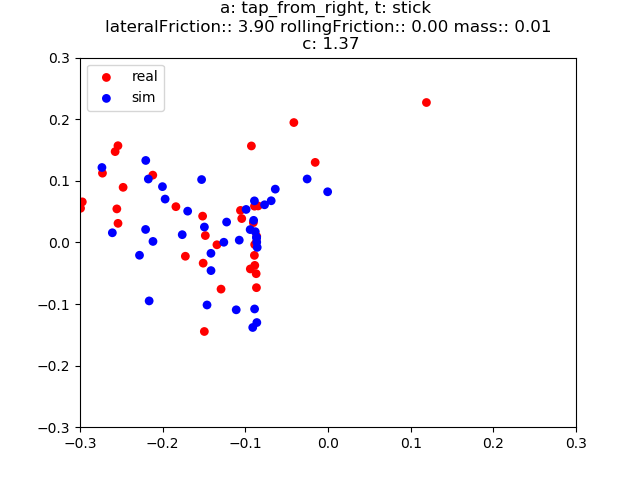 a: tap_from_right, t: stick
lateralFriction:: 3.90 rollingFriction:: 0.00 mass:: 0.01
c: 1.37
real
sim
0.3
0.2
0.1
0.0
−0.1
−0.2
−0.3
−0.3 −0.2 −0.1 0.0 0.1 0.2 0.3